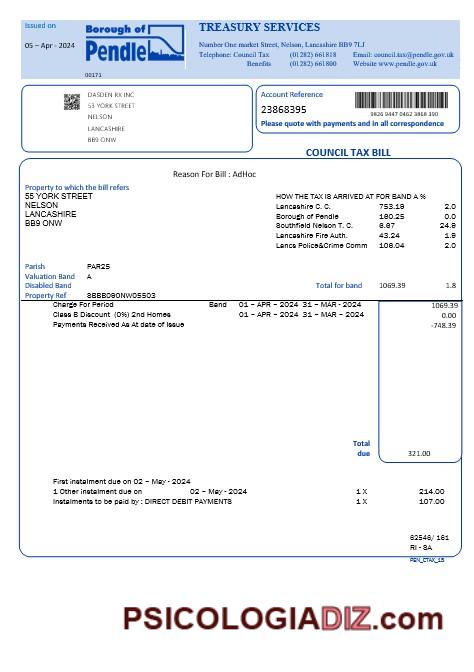 Issued on
05 – Apr - 2024
Borough of
Pendle
00171
TREASURY SERVICES
Number One market Street, Nelson, Lancashire BB9 7LJ
Telephone: Council Tax (01282) 661818 Email: council.tax@pendle.gov.uk
Benefits (01282) 661800 Website www.pendle.gov.uk
DASDEN RX INC
53 YORK STREET
NELSON
LANCASHIRE
BB9 0NW
Account Reference
23868395
9826 9447 0462 3868 390
Please quote with payments and in all correspondence
COUNCIL TAX BILL
Reason For Bill : AdHoc
Property to which the bill refers
55 YORK STREET
NELSON
LANCASHIRE
BB9 ONW
HOW THE TAX IS ARRIVED AT FOR BAND A %
Lancashire C. C. 753.19 2.0
Borough of Pendle 160.25 0.0
Southfield Nelson T. C. 6.67 24.9
Lancashire Fire Auth. 43.24 1.9
Lancs Police&Crime Comm 106.04 2.0
Parish PAR25
Valuation Band A
Disabled Band
Total for band 1069.39 1.8
Property Ref SBBB090NW05503
Charge For Period Band 01 – APR – 2024 31 – MAR - 2024 1069.39
Class B Discount (0%) 2nd Homes 01 – APR – 2024 31 – MAR – 2024 0.00
Payments Received As At date of Issue -748.39
Total
due 321.00
First instalment due on 02 – May - 2024
1 Other instalment due on 02 – May - 2024 1 X 214.00
Instalments to be paid by : DIRECT DEBIT PAYMENTS 1 X 107.00
62546/ 161
RI - SA
PEN_CTAX_15
PSICOLOGIADIZ.com